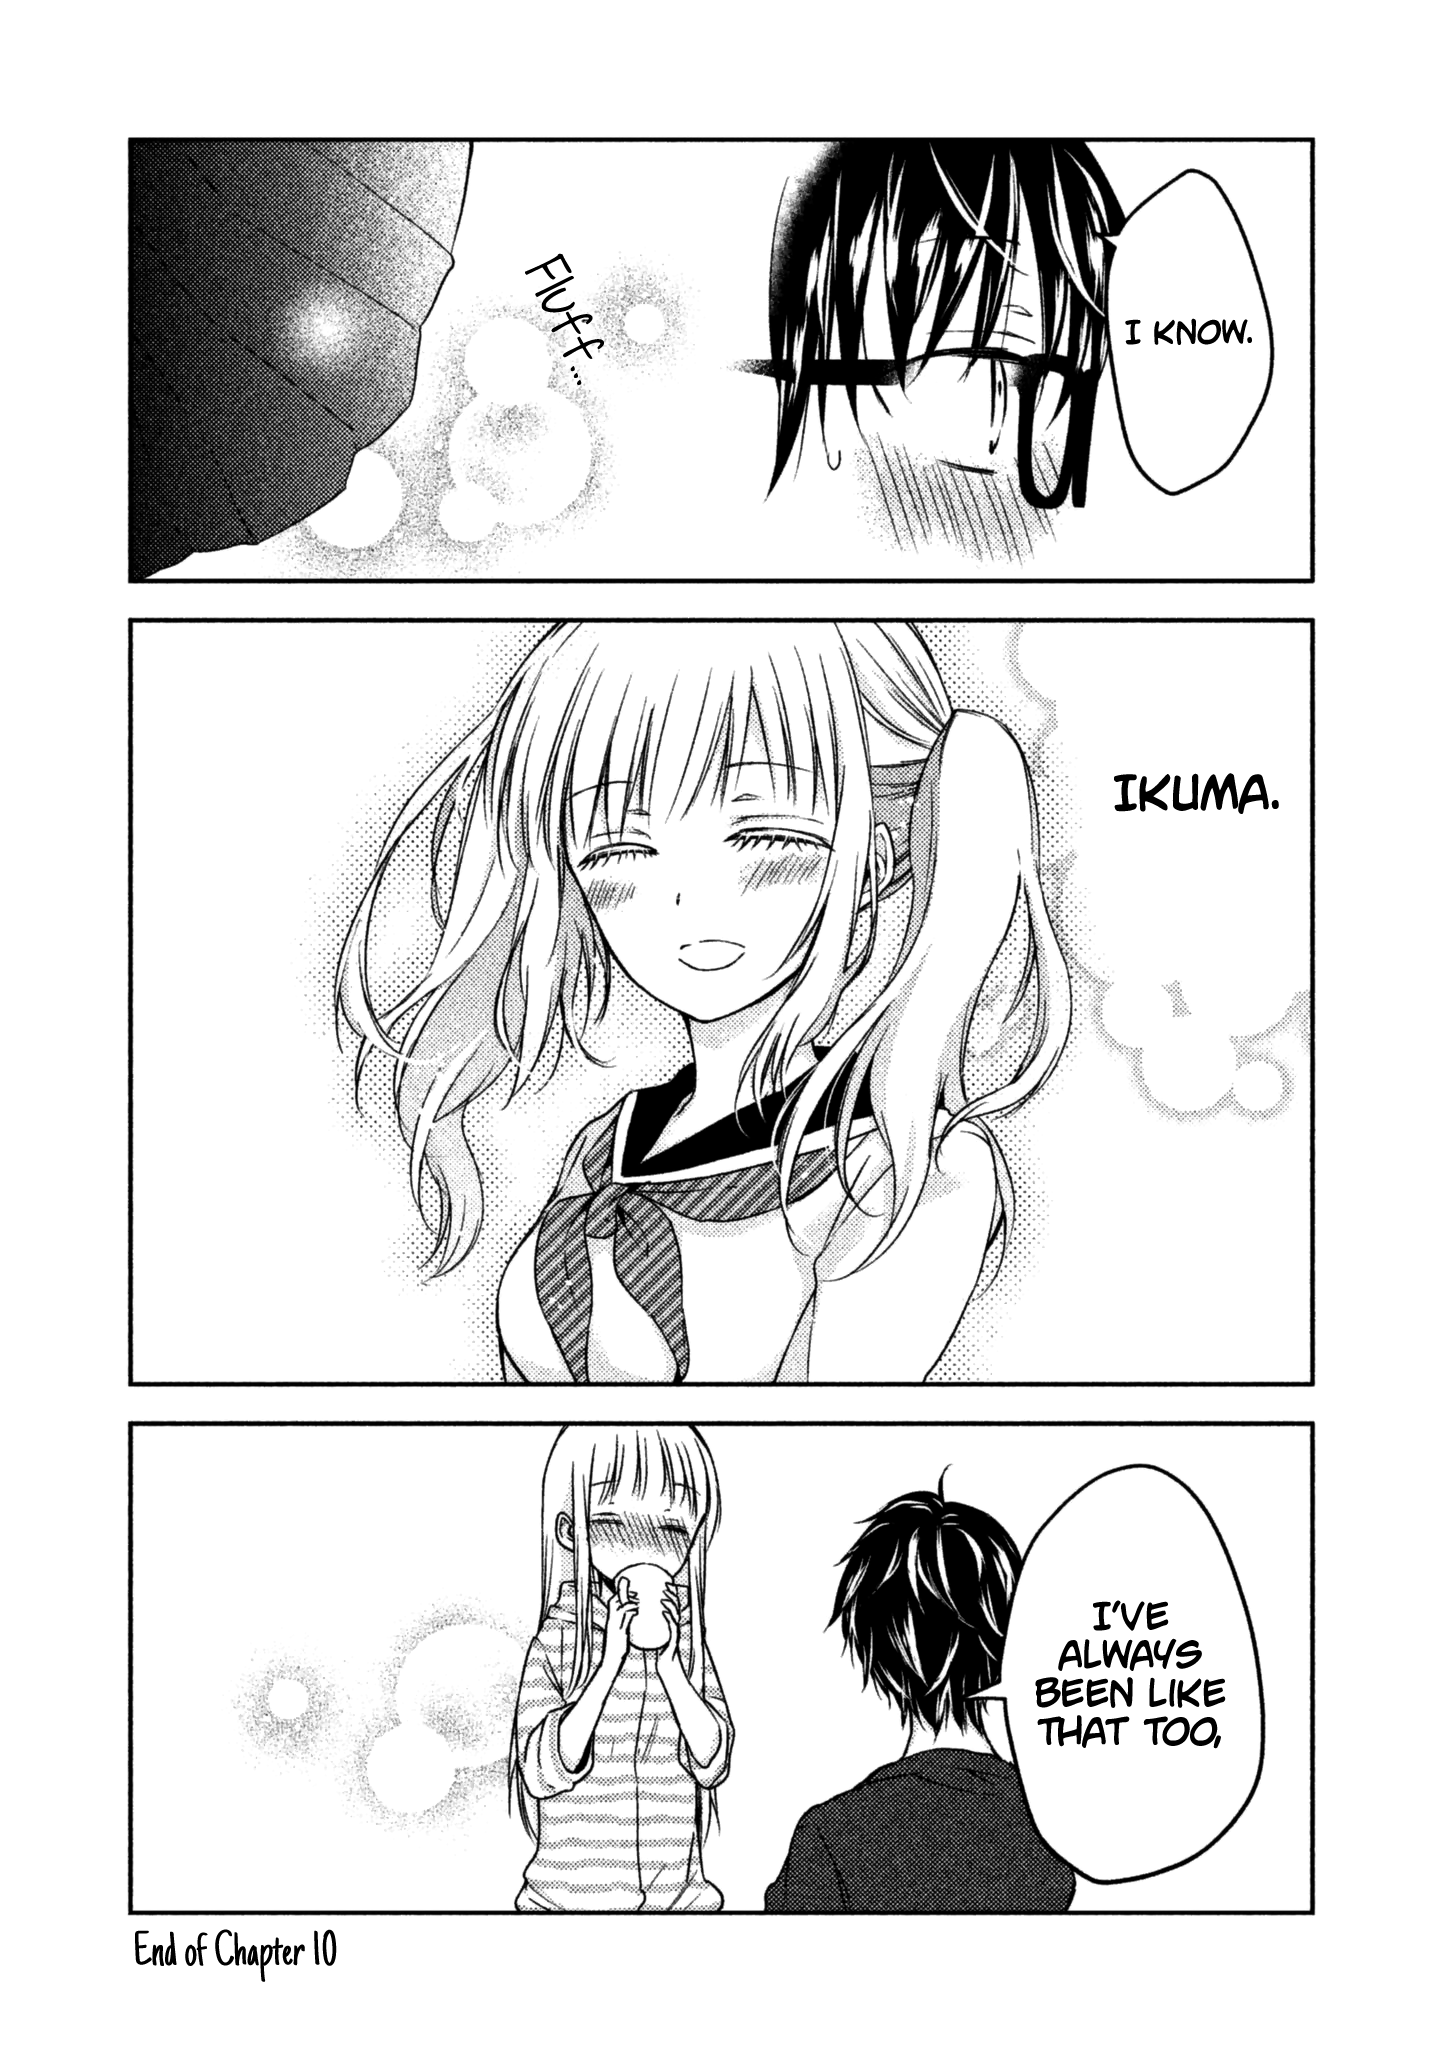 I KNOW.
Fluff...
IKUMA.
I'VE
ALWAYS
BEEN LIKE
THAT TOO,
End of Chapter 10